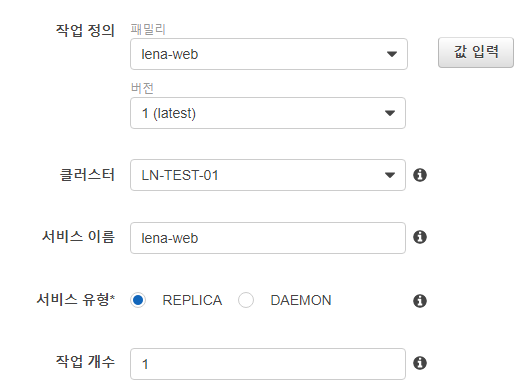 작업 정의
패밀리
lena-web
값 입력
버전
1 (latest)
클러스터
LN-TEST-01
서비스 이름
lena-web
서비스 유형*
REPLICA
DAEMON
작업 개수
1